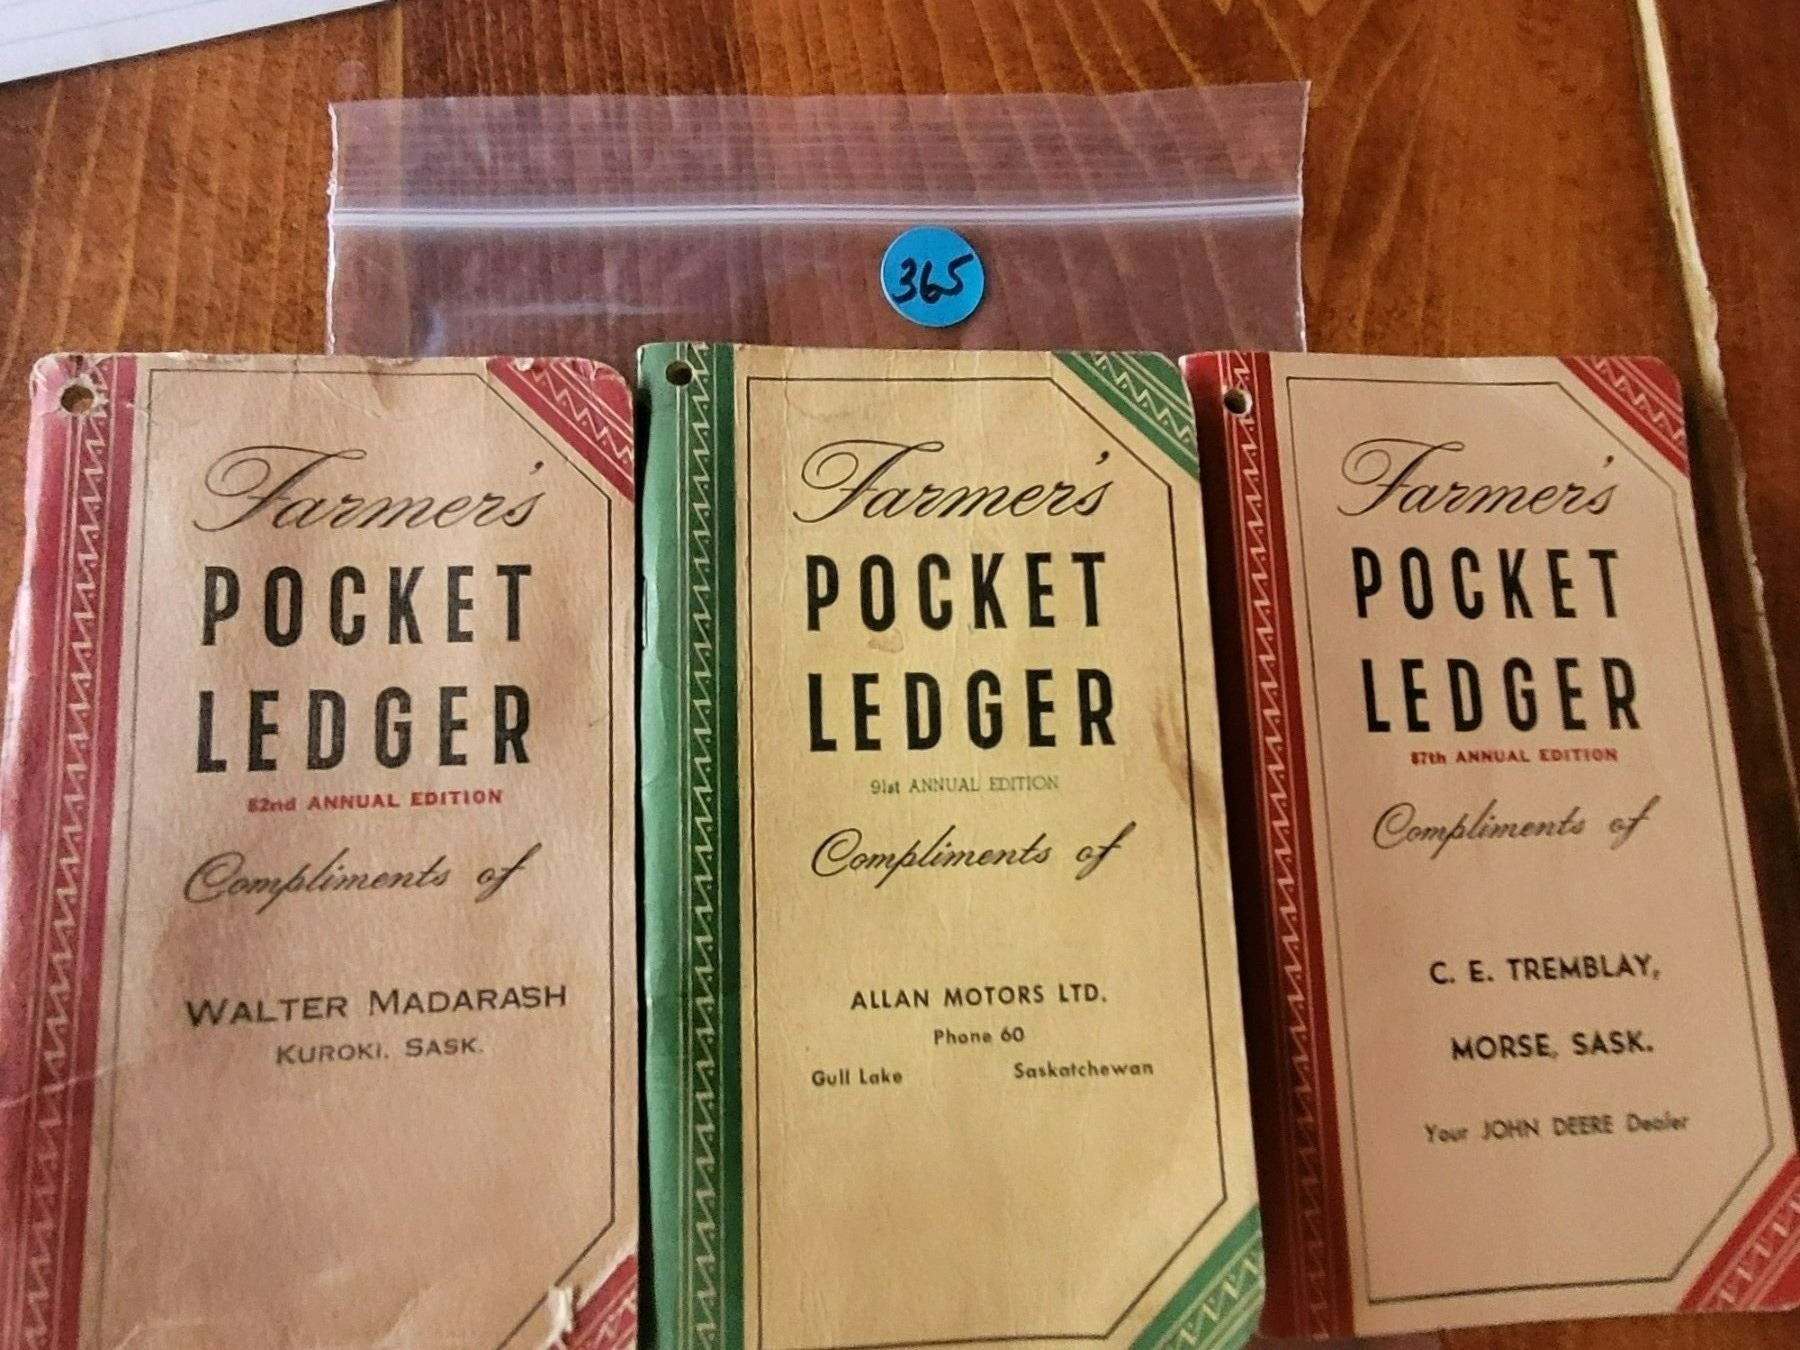 365
Farmer's
POCKET
LEDGER
82nd ANNUAL EDITION
Compliments of
WALTER MADARASH
KUROKI, SASK.
Farmer's
POCKET
LEDGER
91st ANNUAL EDITION
Compliments of
ALLAN MOTORS LTD.
Phone 60
Gull Lake Saskatchewan
Farmer's
POCKET
LEDGER
87th ANNUAL EDITION
Compliments of
C. E. TREMBLAY,
MORSE, SASK.
Your JOHN DEERE Dealer